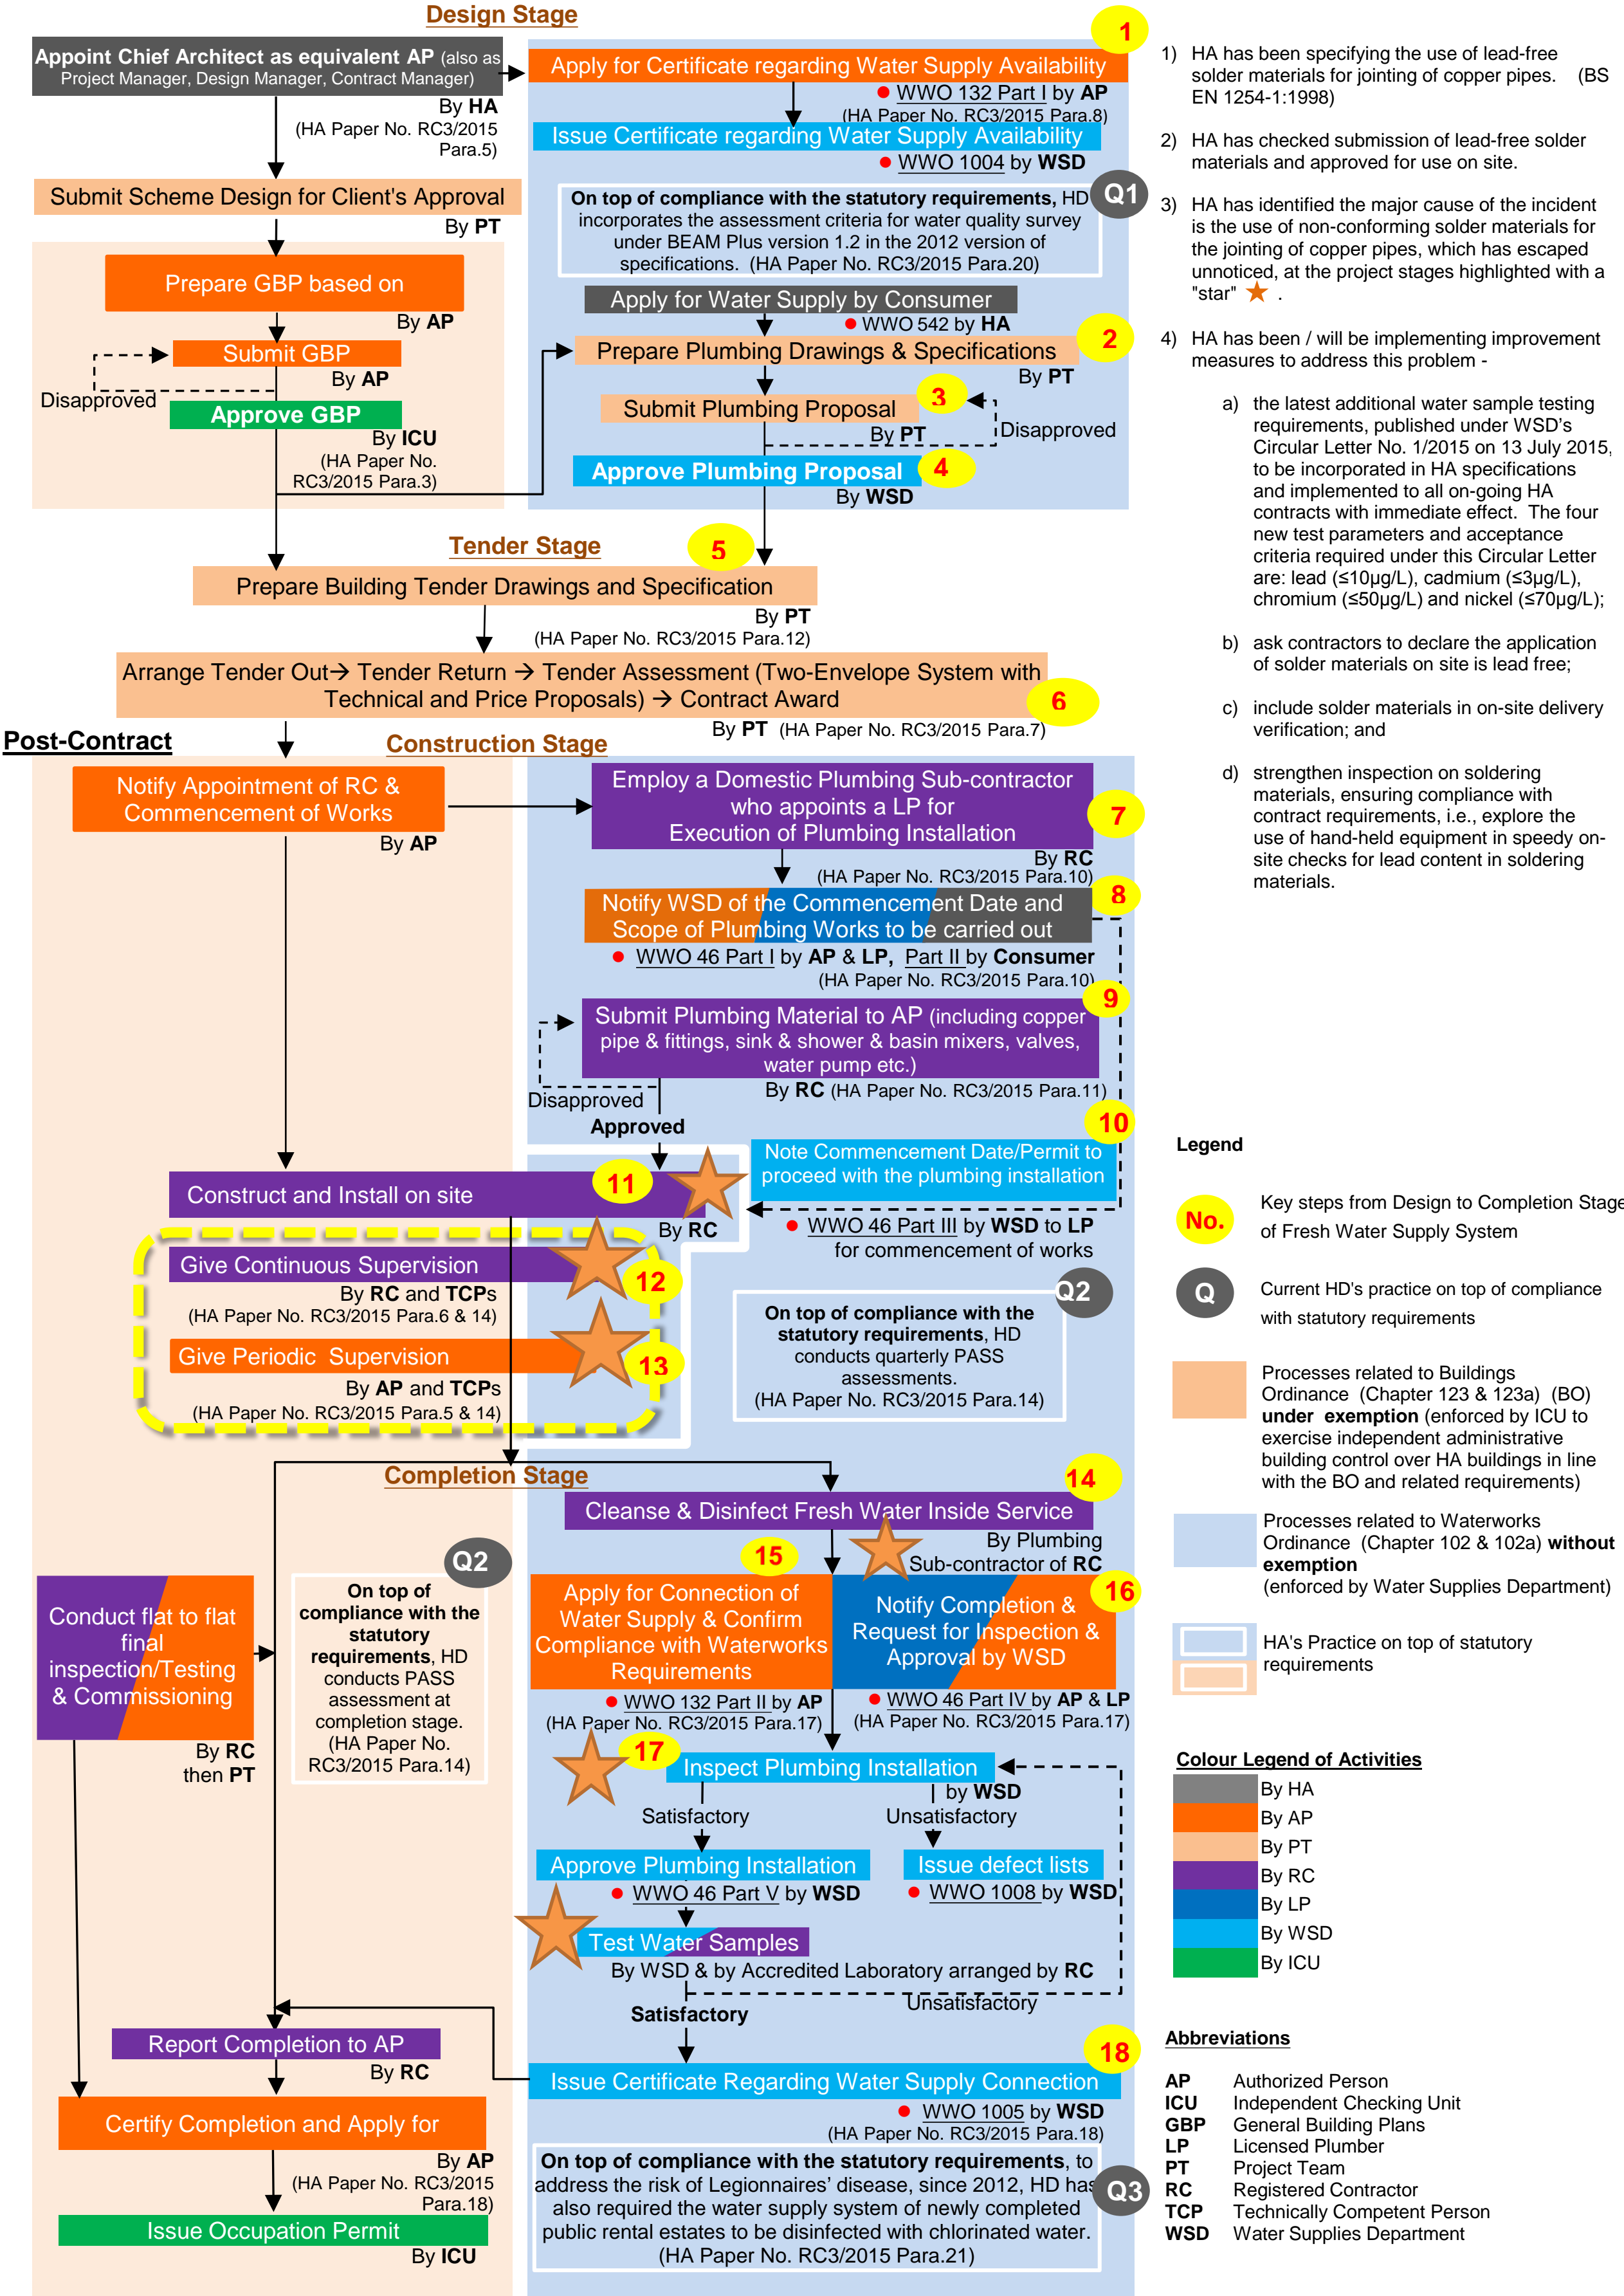 Design Stage
Appoint Chief Architect as equivalent AP (also as
Project Manager, Design Manager, Contract Manager)
By HA
(HA Paper No. RC3/2015
Para.5)
Submit Scheme Design for Client's Approval
By PT
Prepare GBP based on
By AP
Submit GBP
By AP
Disapproved
Approve GBP
By ICU
(HA Paper No.
RC3/2015 Para.3)
1
Apply for Certificate regarding Water Supply Availability
WWO 132 Part I by AP
(HA Paper No. RC3/2015 Para.8)
Issue Certificate regarding Water Supply Availability
WWO 1004 by WSD
Q1
On top of compliance with the statutory requirements, HD
incorporates the assessment criteria for water quality survey
under BEAM Plus version 1.2 in the 2012 version of
specifications. (HA Paper No. RC3/2015 Para.20)
Apply for Water Supply by Consumer
WWO 542 by HA
2
Prepare Plumbing Drawings & Specifications
By PT
3
Submit Plumbing Proposal
By PT
Disapproved
Approve Plumbing Proposal
4
By WSD
Tender Stage
5
Prepare Building Tender Drawings and Specification
By PT
(HA Paper No. RC3/2015 Para.12)
Arrange Tender Out→ Tender Return → Tender Assessment (Two-Envelope System with
Technical and Price Proposals) → Contract Award
6
By PT (HA Paper No. RC3/2015 Para.7)
Post-Contract
Construction Stage
Notify Appointment of RC &
Commencement of Works
By AP
Employ a Domestic Plumbing Sub-contractor
who appoints a LP for
Execution of Plumbing Installation
7
By RC
(HA Paper No. RC3/2015 Para.10)
8
Notify WSD of the Commencement Date and
Scope of Plumbing Works to be carried out
WWO 46 Part I by AP & LP, Part II by Consumer
(HA Paper No. RC3/2015 Para.10)
9
Submit Plumbing Material to AP (including copper
pipe & fittings, sink & shower & basin mixers, valves,
water pump etc.)
By RC (HA Paper No. RC3/2015 Para.11)
Disapproved
Approved
10
Note Commencement Date/Permit to
proceed with the plumbing installation
WWO 46 Part III by WSD to LP
for commencement of works
Construct and Install on site
11
By RC
Give Continuous Supervision
12
By RC and TCPs
(HA Paper No. RC3/2015 Para.6 & 14)
Give Periodic Supervision
13
By AP and TCPs
(HA Paper No. RC3/2015 Para.5 & 14)
Q2
On top of compliance with the
statutory requirements, HD
conducts quarterly PASS
assessments.
(HA Paper No. RC3/2015 Para.14)
Completion Stage
14
Cleanse & Disinfect Fresh Water Inside Service
By Plumbing
Sub-contractor of RC
Q2
On top of
compliance with the
statutory
requirements, HD
conducts PASS
assessment at
completion stage.
(HA Paper No.
RC3/2015 Para.14)
Conduct flat to flat
final
inspection/Testing
& Commissioning
By RC
then PT
15
Apply for Connection of
Water Supply & Confirm
Compliance with Waterworks
Requirements
WWO 132 Part II by AP
(HA Paper No. RC3/2015 Para.17)
16
Notify Completion &
Request for Inspection &
Approval by WSD
WWO 46 Part IV by AP & LP
(HA Paper No. RC3/2015 Para.17)
17
Inspect Plumbing Installation
by WSD
Satisfactory
Unsatisfactory
Approve Plumbing Installation
WWO 46 Part V by WSD
Issue defect lists
WWO 1008 by WSD
Test Water Samples
By WSD & by Accredited Laboratory arranged by RC
Unsatisfactory
Satisfactory
18
Issue Certificate Regarding Water Supply Connection
WWO 1005 by WSD
(HA Paper No. RC3/2015 Para.18)
Report Completion to AP
By RC
Certify Completion and Apply for
By AP
(HA Paper No. RC3/2015
Para.18)
Issue Occupation Permit
By ICU
Q3
On top of compliance with the statutory requirements, to
address the risk of Legionnaires' disease, since 2012, HD has
also required the water supply system of newly completed
public rental estates to be disinfected with chlorinated water.
(HA Paper No. RC3/2015 Para.21)
1) HA has been specifying the use of lead-free
solder materials for jointing of copper pipes. (BS
EN 1254-1:1998)
2) HA has checked submission of lead-free solder
materials and approved for use on site.
3) HA has identified the major cause of the incident
is the use of non-conforming solder materials for
the jointing of copper pipes, which has escaped
unnoticed, at the project stages highlighted with a
"star" .
4) HA has been / will be implementing improvement
measures to address this problem -
a) the latest additional water sample testing
requirements, published under WSD's
Circular Letter No. 1/2015 on 13 July 2015,
to be incorporated in HA specifications
and implemented to all on-going HA
contracts with immediate effect. The four
new test parameters and acceptance
criteria required under this Circular Letter
are: lead (≤10μg/L), cadmium (≤3μg/L),
chromium (≤50μg/L) and nickel (≤70μg/L);
b) ask contractors to declare the application
of solder materials on site is lead free;
c) include solder materials in on-site delivery
verification; and
d) strengthen inspection on soldering
materials, ensuring compliance with
contract requirements, i.e., explore the
use of hand-held equipment in speedy on-
site checks for lead content in soldering
materials.
Legend
No.
Key steps from Design to Completion Stage
of Fresh Water Supply System
Q
Current HD's practice on top of compliance
with statutory requirements
Processes related to Buildings
Ordinance (Chapter 123 & 123a) (BO)
under exemption (enforced by ICU to
exercise independent administrative
building control over HA buildings in line
with the BO and related requirements)
Processes related to Waterworks
Ordinance (Chapter 102 & 102a) without
exemption
(enforced by Water Supplies Department)
HA's Practice on top of statutory
requirements
Colour Legend of Activities
By HA
By AP
By PT
By RC
By LP
By WSD
By ICU
Abbreviations
AP Authorized Person
ICU Independent Checking Unit
GBP General Building Plans
LP Licensed Plumber
PT Project Team
RC Registered Contractor
TCP Technically Competent Person
WSD Water Supplies Department